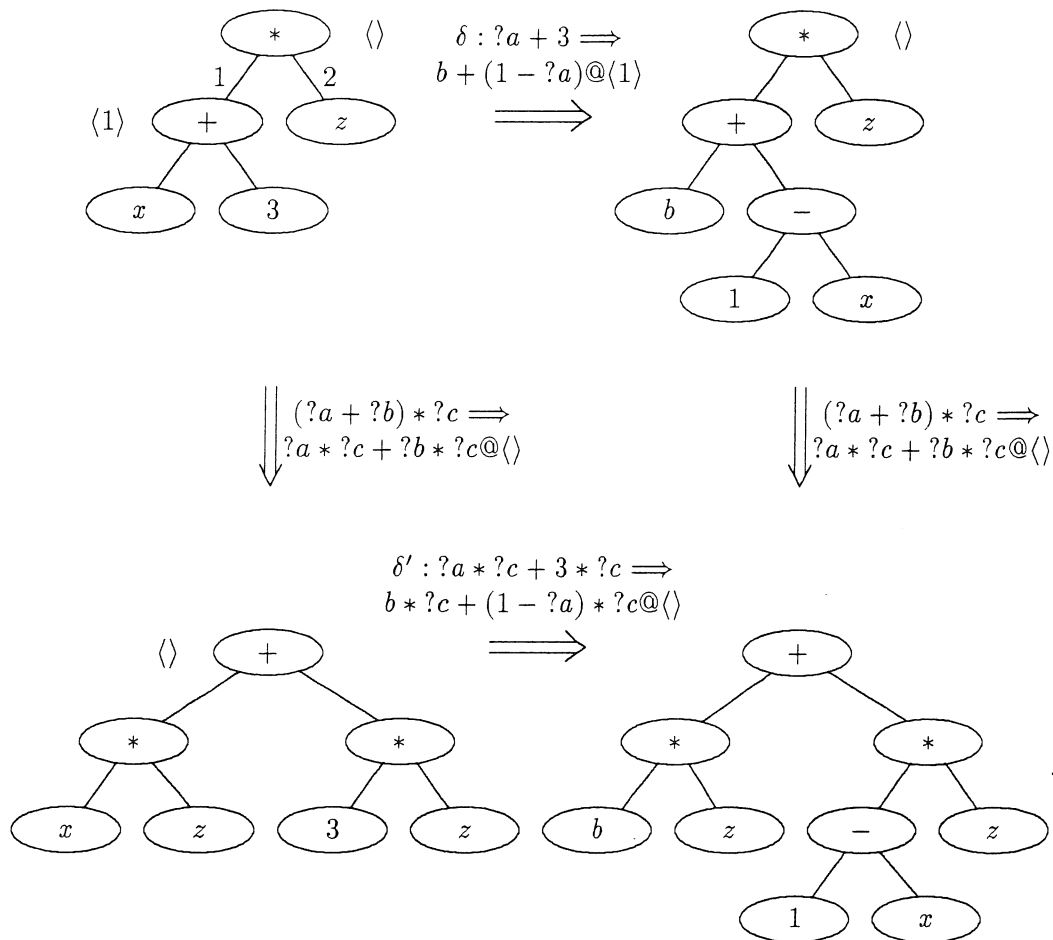 * ⟨⟩
δ : ?a + 3 ⟹
b + (1 − ?a)@⟨1⟩
* ⟨⟩
1 2
⟨1⟩ + z
+ z
x 3
b −
1 x
(?a + ?b) * ?c ⟹
?a * ?c + ?b * ?c@⟨⟩
(?a + ?b) * ?c ⟹
?a * ?c + ?b * ?c@⟨⟩
δ′ : ?a * ?c + 3 * ?c ⟹
b * ?c + (1 − ?a) * ?c@⟨⟩
⟨⟩ +
+
* *
* *
x z 3 z
b z − z
1 x